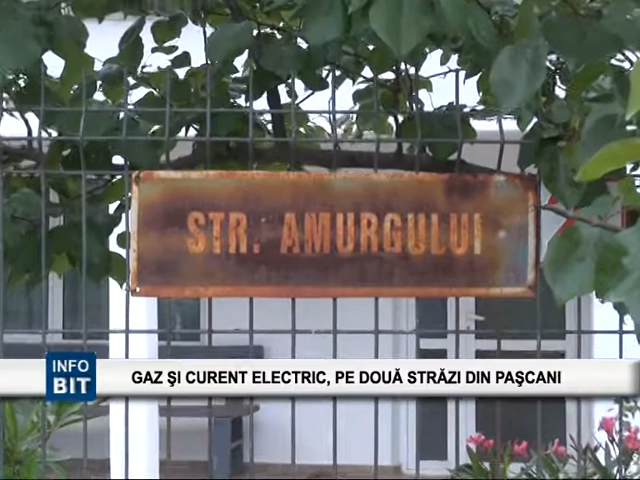 STR. AMURGULUI
INFO
BIT
GAZ ŞI CURENT ELECTRIC, PE DOUĂ STRĂZI DIN PAŞCANI